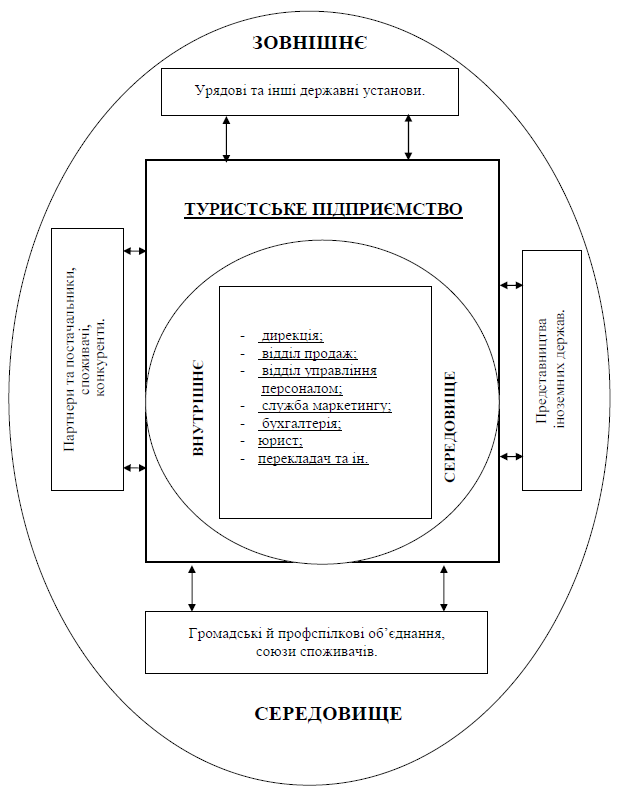 ЗОВНІШНЄ
Урядові та інші державні установи.
ТУРИСТСЬКЕ ПІДПРИЄМСТВО
Партнери та постачальники,
споживачі,
конкуренти.
ВНУТРІШНЄ
- дирекція;
- відділ продаж;
- відділ управління
персоналом;
- служба маркетингу;
- бухгалтерія;
- юрист;
- перекладач та ін.
СЕРЕДОВИЩЕ
Представництва
іноземних держав.
Громадські й профспілкові об’єднання,
союзи споживачів.
СЕРЕДОВИЩЕ